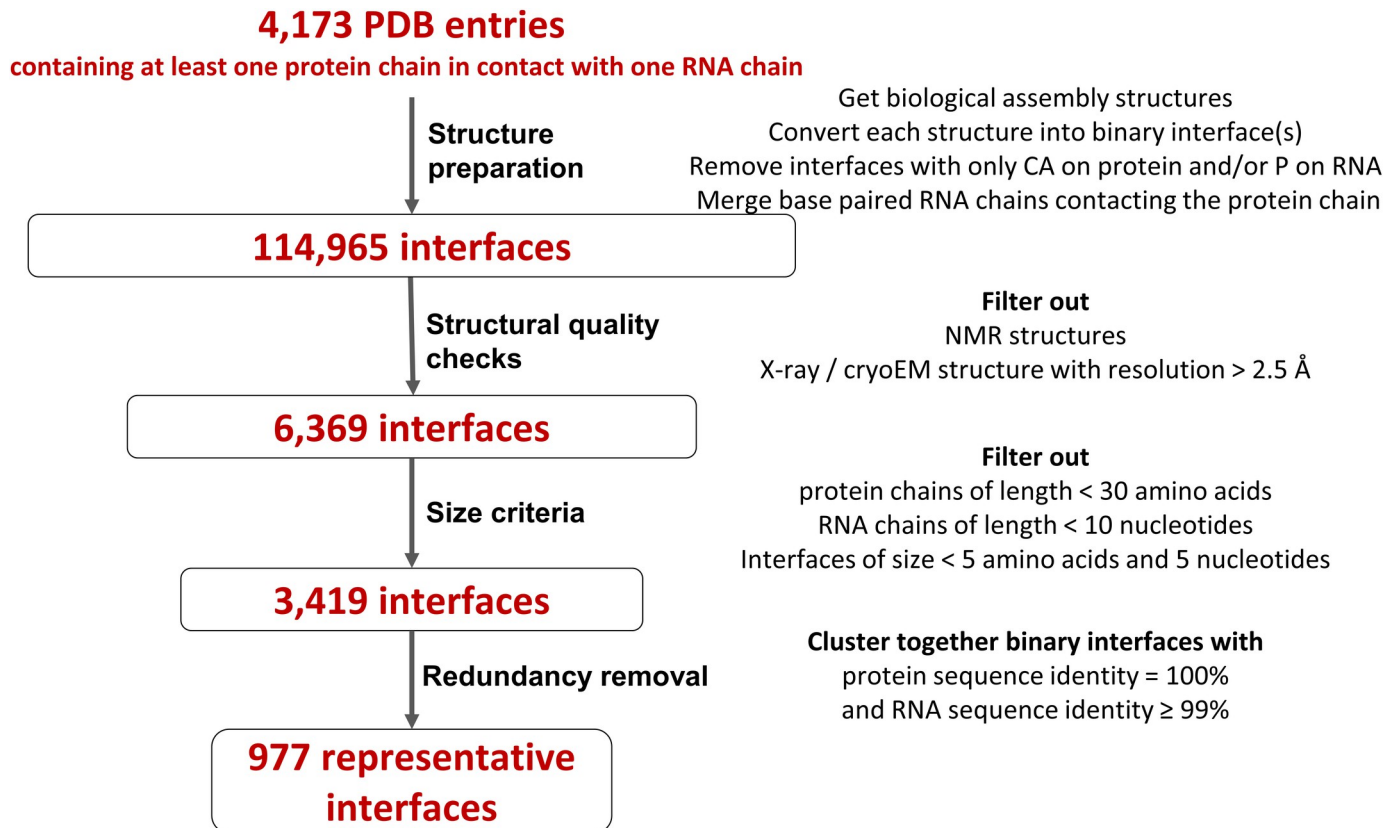 4,173 PDB entries
containing at least one protein chain in contact with one RNA chain
Structure
preparation
Get biological assembly structures
Convert each structure into binary interface(s)
Remove interfaces with only CA on protein and/or P on RNA
Merge base paired RNA chains contacting the protein chain
114,965 interfaces
Structural quality
checks
Filter out
NMR structures
X-ray / cryoEM structure with resolution > 2.5 Å
6,369 interfaces
Size criteria
Filter out
protein chains of length < 30 amino acids
RNA chains of length < 10 nucleotides
Interfaces of size < 5 amino acids and 5 nucleotides
3,419 interfaces
Redundancy removal
Cluster together binary interfaces with
protein sequence identity = 100%
and RNA sequence identity ≥ 99%
977 representative
interfaces